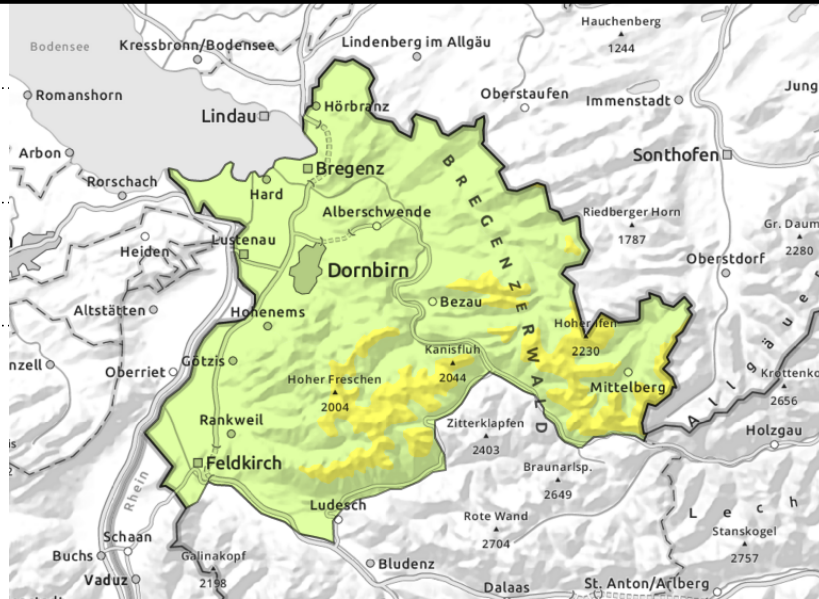 Hauchenberg
1244
Bodensee
Kressbronn/Bodensee
Lindenberg im Allgäu
Jung
Romanshorn
Hörbranz
Oberstaufen
Immenstadt
Lindau
Arbon
Sonthofen
Bregenz
Rorschach
Hard
BREGENZERWALD
Alberschwende
Riedberger Horn
1787
Gr. Daum
2280
Heiden
Lustenau
Oberstdorf
Dornbirn
Bezau
Altstätten
Hohenems
Hoher Ifen
2230
Allgäuer
nzell
Oberriet
Götzis
Kanisfluh
2044
Hoher Freschen
2004
Mittelberg
Krottenko
2656
Rankweil
Zitterklapfen
2403
Holzgau
is
Feldkirch
Braunarlsp.
2649
Rhein
Ludesch
Lech
Rote Wand
2704
Stanskogel
2757
Schaan
Buchs
Galinakopf
2198
Bludenz
Vaduz
Dalaas
St. Anton/Arlberg